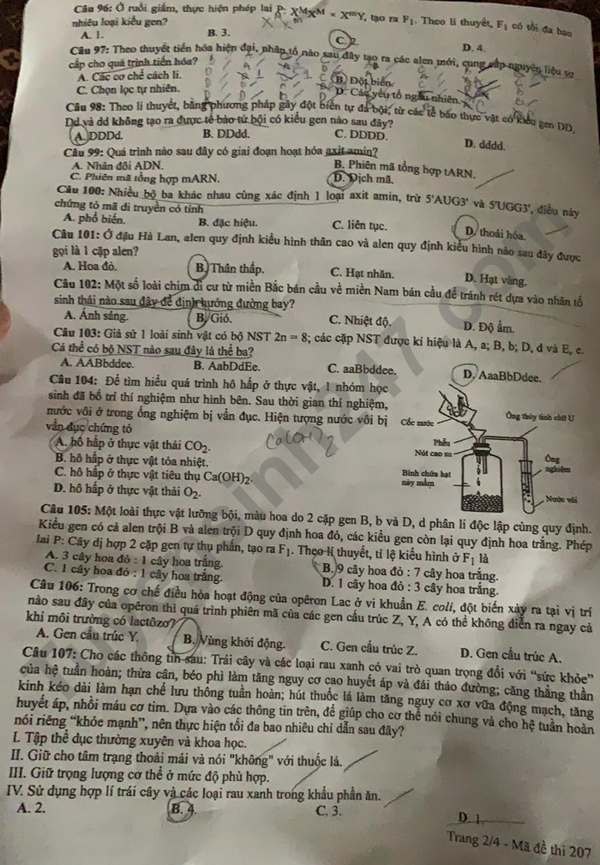 Câu 96: Ở ruồi giấm, thực hiện phép lai P: XᴹXᴹ × XᵐY, tạo ra F₁. Theo lí thuyết, F₁ có tối đa bao
nhiêu loại kiểu gen?
A. 1. B. 3. C. 2. D. 4.
Câu 97: Theo thuyết tiến hóa hiện đại, nhân tố nào sau đây tạo ra các alen mới, cung cấp nguyên liệu sơ
cấp cho quá trình tiến hóa?
A. Các cơ chế cách li. B. Đột biến.
C. Chọn lọc tự nhiên. D. Các yếu tố ngẫu nhiên.
Câu 98: Theo lí thuyết, bằng phương pháp gây đột biến tự đa bội, từ các tế bào thực vật có kiểu gen DD,
Dd và dd không tạo ra được tế bào tứ bội có kiểu gen nào sau đây?
A. DDDd. B. DDdd. C. DDDD. D. dddd.
Câu 99: Quá trình nào sau đây có giai đoạn hoạt hóa axit amin?
A. Nhân đôi ADN. B. Phiên mã tổng hợp tARN.
C. Phiên mã tổng hợp mARN. D. Dịch mã.
Câu 100: Nhiều bộ ba khác nhau cùng xác định 1 loại axit amin, trừ 5'AUG3' và 5'UGG3', điều này
chứng tỏ mã di truyền có tính
A. phổ biến. B. đặc hiệu. C. liên tục. D. thoái hóa.
Câu 101: Ở đậu Hà Lan, alen quy định kiểu hình thân cao và alen quy định kiểu hình nào sau đây được
gọi là 1 cặp alen?
A. Hoa đỏ. B. Thân thấp. C. Hạt nhăn. D. Hạt vàng.
Câu 102: Một số loài chim di cư từ miền Bắc bán cầu về miền Nam bán cầu để tránh rét dựa vào nhân tố
sinh thái nào sau đây để định hướng đường bay?
A. Ánh sáng. B. Gió. C. Nhiệt độ. D. Độ ẩm.
Câu 103: Giả sử 1 loài sinh vật có bộ NST 2n = 8; các cặp NST được kí hiệu là A, a; B, b; D, d và E, e.
Cá thể có bộ NST nào sau đây là thể ba?
A. AABbddee. B. AabDdEe. C. aaBbddee. D. AaaBbDdee.
Câu 104: Để tìm hiểu quá trình hô hấp ở thực vật, 1 nhóm học
sinh đã bố trí thí nghiệm như hình bên. Sau thời gian thí nghiệm,
nước vôi ở trong ống nghiệm bị vẩn đục. Hiện tượng nước vôi bị
vẩn đục chứng tỏ
A. hô hấp ở thực vật thải CO₂.
B. hô hấp ở thực vật tỏa nhiệt.
C. hô hấp ở thực vật tiêu thụ Ca(OH)₂.
D. hô hấp ở thực vật thải O₂.
Ca(OH)₂
Cốc nước
Ống thủy tinh chữ U
Phễu
Nút cao su
Ống
nghiệm
Bình chứa hạt
nảy mầm
Nước vôi
Câu 105: Một loài thực vật lưỡng bội, màu hoa do 2 cặp gen B, b và D, d phân li độc lập cùng quy định.
Kiểu gen có cả alen trội B và alen trội D quy định hoa đỏ, các kiểu gen còn lại quy định hoa trắng. Phép
lai P: Cây dị hợp 2 cặp gen tự thụ phấn, tạo ra F₁. Theo lí thuyết, tỉ lệ kiểu hình ở F₁ là
A. 3 cây hoa đỏ : 1 cây hoa trắng. B. 9 cây hoa đỏ : 7 cây hoa trắng.
C. 1 cây hoa đỏ : 1 cây hoa trắng. D. 1 cây hoa đỏ : 3 cây hoa trắng.
Câu 106: Trong cơ chế điều hòa hoạt động của opêron Lac ở vi khuẩn E. coli, đột biến xảy ra tại vị trí
nào sau đây của opêron thì quá trình phiên mã của các gen cấu trúc Z, Y, A có thể không diễn ra ngay cả
khi môi trường có lactôzơ?
A. Gen cấu trúc Y. B. Vùng khởi động. C. Gen cấu trúc Z. D. Gen cấu trúc A.
Câu 107: Cho các thông tin sau: Trái cây và các loại rau xanh có vai trò quan trọng đối với "sức khỏe"
của hệ tuần hoàn; thừa cân, béo phì làm tăng nguy cơ cao huyết áp và đái tháo đường; căng thẳng thần
kinh kéo dài làm hạn chế lưu thông tuần hoàn; hút thuốc lá làm tăng nguy cơ xơ vữa động mạch, tăng
huyết áp, nhồi máu cơ tim. Dựa vào các thông tin trên, để giúp cho cơ thể nói chung và cho hệ tuần hoàn
nói riêng "khỏe mạnh", nên thực hiện tối đa bao nhiêu chỉ dẫn sau đây?
I. Tập thể dục thường xuyên và khoa học.
II. Giữ cho tâm trạng thoải mái và nói "không" với thuốc lá.
III. Giữ trọng lượng cơ thể ở mức độ phù hợp.
IV. Sử dụng hợp lí trái cây và các loại rau xanh trong khẩu phần ăn.
A. 2. B. 4. C. 3. D. 1.
Trang 2/4 - Mã đề thi 207